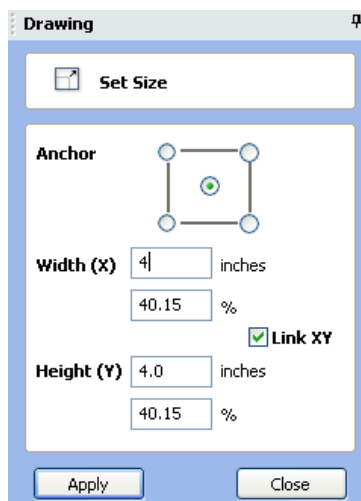 Drawing
Set Size
Anchor
Width (X) 4 inches
40.15 %
Link XY
Height (Y) 4.0 inches
40.15 %
Apply Close